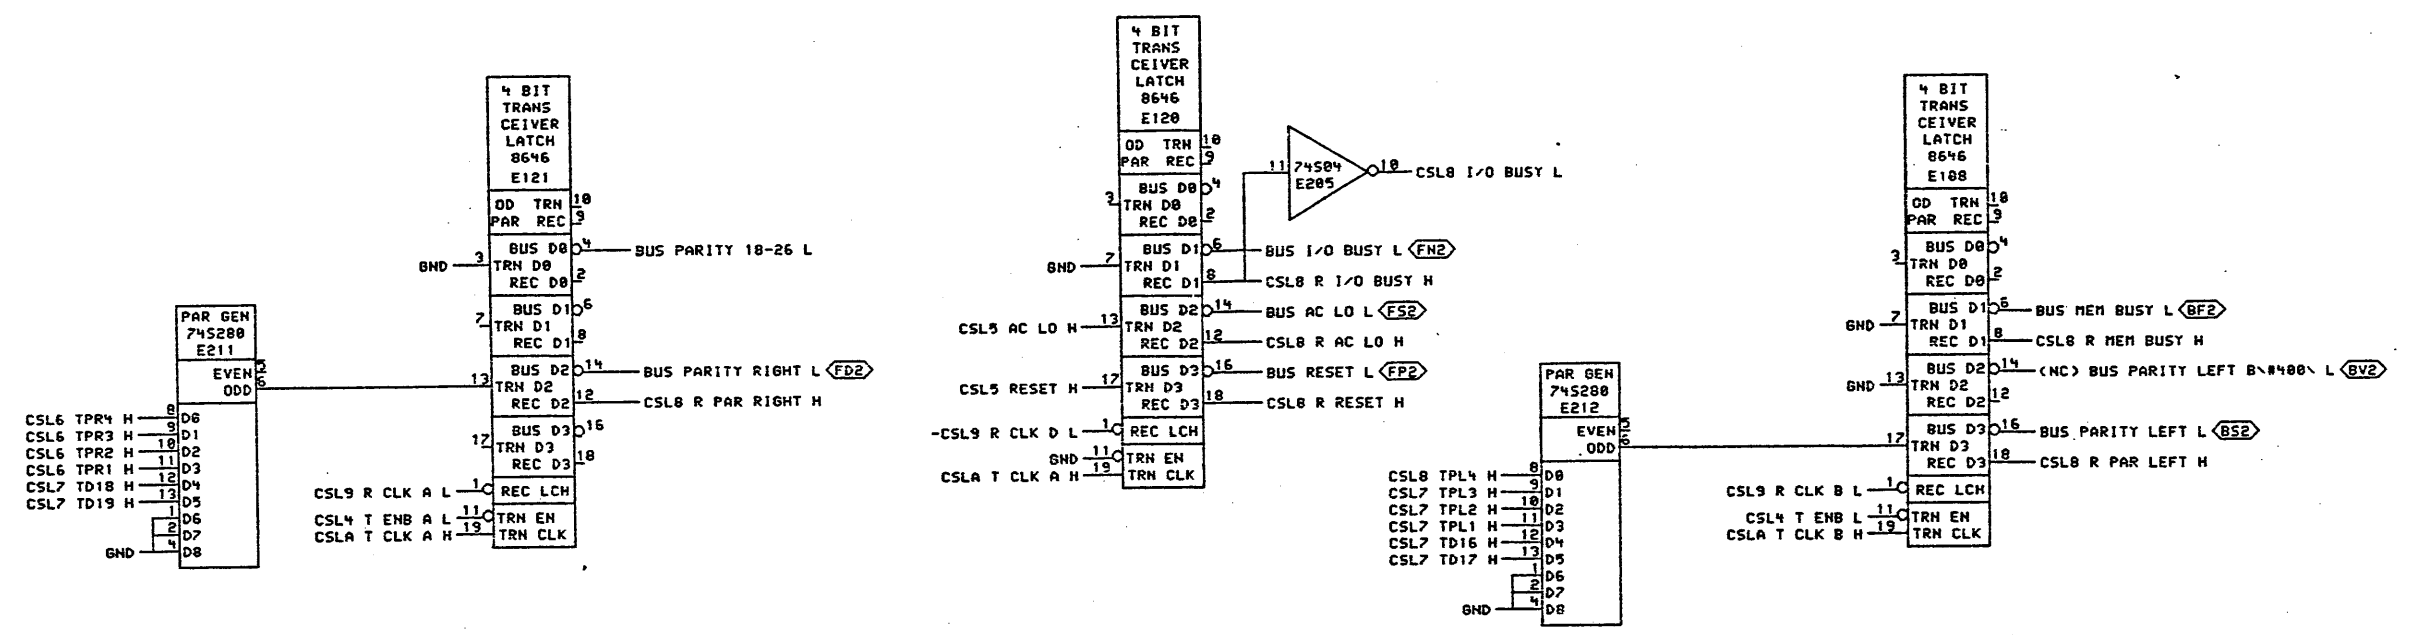 4 BIT
TRANS
CEIVER
LATCH
8646
E121
OD TRN 10
PAR REC 9
BUS D0 4 BUS PARITY 18-26 L
GND 3 TRN D0
REC D0 2
BUS D1 6
7 TRN D1
REC D1 8
BUS D2 14 BUS PARITY RIGHT L FD2
13 TRN D2
REC D2 12 CSL8 R PAR RIGHT H
BUS D3 16
17 TRN D3
REC D3 18
CSL9 R CLK A L 1 REC LCH
CSL4 T ENB A L 11 TRN EN
CSLA T CLK A H 19 TRN CLK
PAR GEN
74S280
E211
EVEN 5
ODD 6
CSL6 TPR4 H 8 D6
CSL6 TPR3 H 9 D1
CSL6 TPR2 H 10 D2
CSL6 TPR1 H 11 D3
CSL7 TD18 H 12 D4
CSL7 TD19 H 13 D5
1 D6
2 D7
GND 4 D8
4 BIT
TRANS
CEIVER
LATCH
8646
E120
OD TRN 10
PAR REC 9
BUS D0 4
3 TRN D0
REC D0 2
BUS D1 6 BUS I/O BUSY L FN2
GND 7 TRN D1
REC D1 8 CSL8 R I/O BUSY H
BUS D2 14 BUS AC LO L FS2
CSL5 AC LO H 13 TRN D2
REC D2 12 CSL8 R AC LO H
BUS D3 16 BUS RESET L FP2
CSL5 RESET H 17 TRN D3
REC D3 18 CSL8 R RESET H
-CSL9 R CLK D L 1 REC LCH
GND 11 TRN EN
CSLA T CLK A H 19 TRN CLK
11 74S04 10 CSL8 I/O BUSY L
E205
PAR GEN
74S280
E212
EVEN 5
ODD 6
CSL8 TPL4 H 8 D0
CSL7 TPL3 H 9 D1
CSL7 TPL2 H 10 D2
CSL7 TPL1 H 11 D3
CSL7 TD16 H 12 D4
CSL7 TD17 H 13 D5
1 D6
2 D7
GND 4 D8
4 BIT
TRANS
CEIVER
LATCH
8646
E188
OD TRN 10
PAR REC 9
BUS D0 4
3 TRN D0
REC D0 2
BUS D1 6 BUS MEM BUSY L BF2
GND 7 TRN D1
REC D1 8 CSL8 R MEM BUSY H
BUS D2 14 (NC) BUS PARITY LEFT B\#400\ L BV2
GND 13 TRN D2
REC D2 12
BUS D3 16 BUS PARITY LEFT L BS2
17 TRN D3
REC D3 18 CSL8 R PAR LEFT H
CSL9 R CLK B L 1 REC LCH
CSL4 T ENB L 11 TRN EN
CSLA T CLK B H 19 TRN CLK